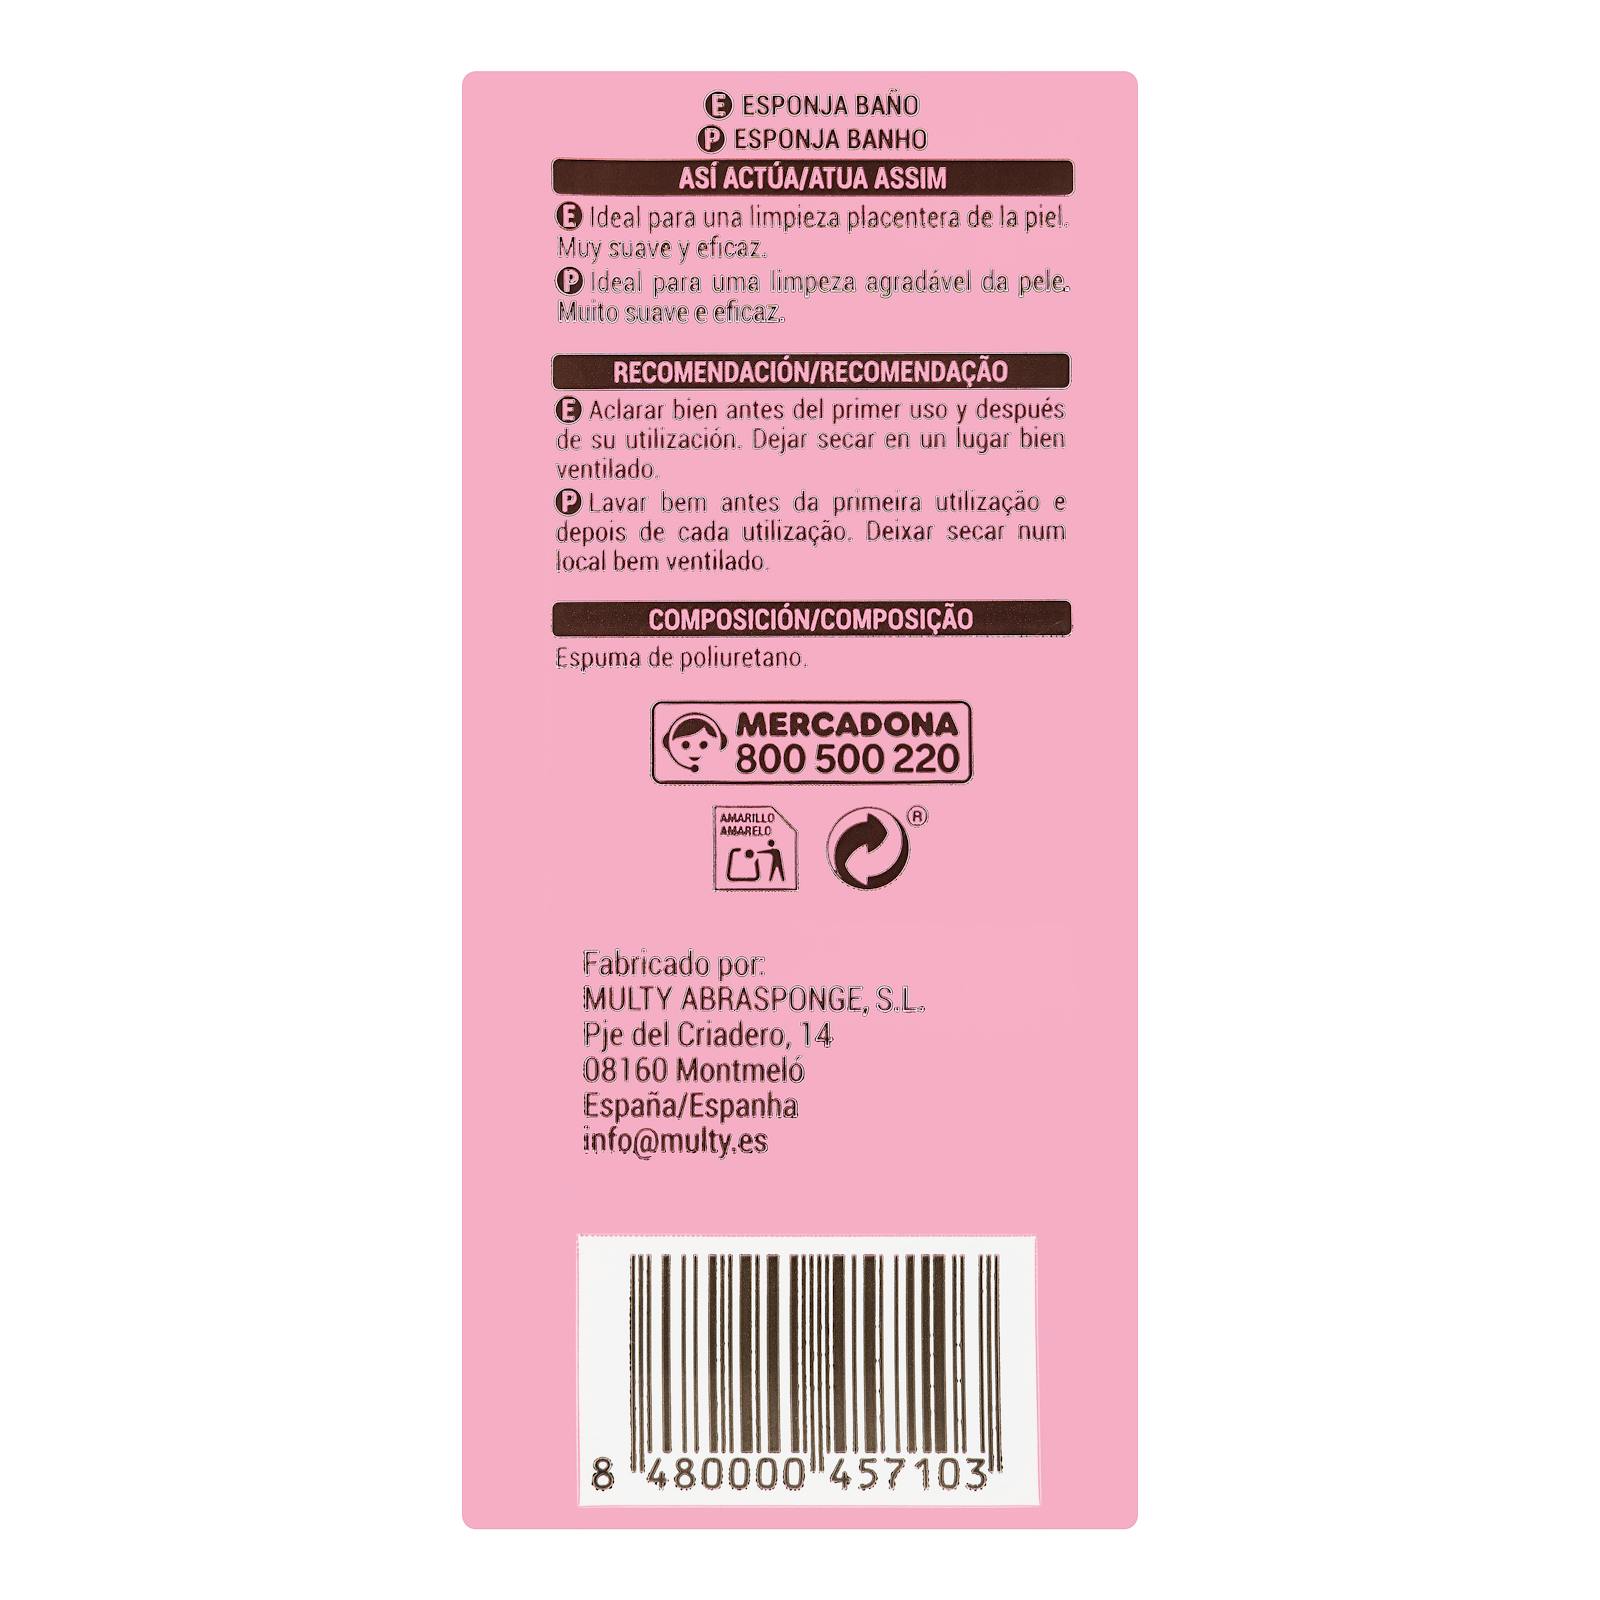 E ESPONJA BAÑO
P ESPONJA BANHO
ASÍ ACTÚA/ATUA ASSIM
E Ideal para una limpieza placentera de la piel.
Muy suave y eficaz.
P Ideal para uma limpeza agradável da pele.
Muito suave e eficaz.
RECOMENDACIÓN/RECOMENDAÇÃO
E Aclarar bien antes del primer uso y después
de su utilización. Dejar secar en un lugar bien
ventilado.
P Lavar bem antes da primeira utilização e
depois de cada utilização. Deixar secar num
local bem ventilado.
COMPOSICIÓN/COMPOSIÇÃO
Espuma de poliuretano.
MERCADONA
800 500 220
AMARILLO
AMARELO
®
Fabricado por:
MULTY ABRASPONGE, S.L.
Pje del Criadero, 14
08160 Montmeló
España/Espanha
info@multy.es
8 480000 457103